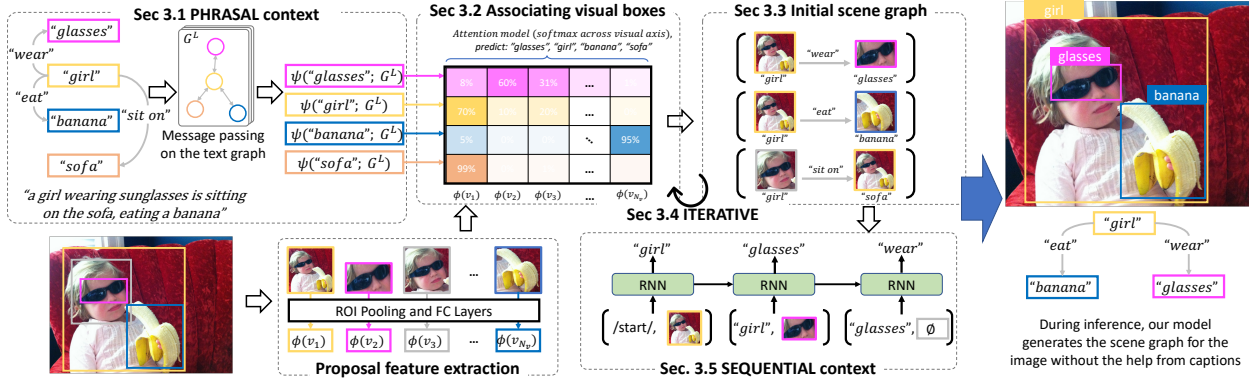 Sec 3.1 PHRASAL context
“glasses”
“wear”
“girl”
“eat”
“banana”
“sit on”
“sofa”
G^L
Message passing
on the text graph
“a girl wearing sunglasses is sitting
on the sofa, eating a banana”
Sec 3.2 Associating visual boxes
Attention model (softmax across visual axis),
predict: “glasses”, “girl”, “banana”, “sofa”
ψ(“glasses”; G^L)
ψ(“girl”; G^L)
ψ(“banana”; G^L)
ψ(“sofa”; G^L)
8% 60% 31% ...
70% ...
5% ⋱ 95%
99% ...
ϕ(v₁) ϕ(v₂) ϕ(v₃) ... ϕ(v_{N_v})
Sec 3.3 Initial scene graph
“wear”
“girl” “glasses”
“eat”
“girl” “banana”
“sit on”
“girl” “sofa”
Sec 3.4 ITERATIVE
...
ROI Pooling and FC Layers
ϕ(v₁) ϕ(v₂) ϕ(v₃) ... ϕ(v_{N_v})
Proposal feature extraction
“girl” “glasses” “wear”
RNN RNN RNN
/start/, “girl”, “glasses”, ∅
Sec. 3.5 SEQUENTIAL context
girl
glasses
banana
“girl”
“eat” “wear”
“banana” “glasses”
During inference, our model
generates the scene graph for the
image without the help from captions